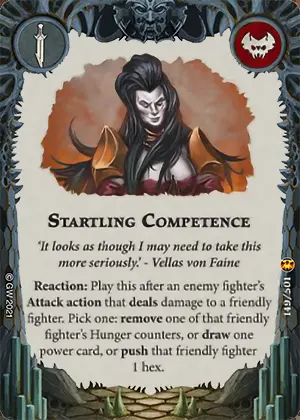 STARTLING COMPETENCE
'It looks as though I may need to take this
more seriously.' - Vellas von Faine
Reaction: Play this after an enemy fighter's
Attack action that deals damage to a friendly
fighter. Pick one: remove one of that friendly
fighter's Hunger counters, or draw one
power card, or push that friendly fighter
1 hex.
© GW 2021
149/501